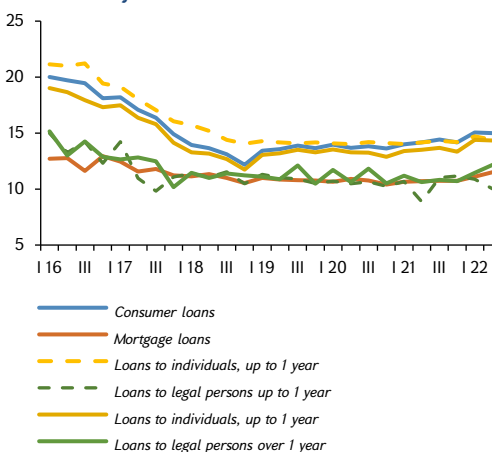 25
20
15
10
5
I 16 III I 17 III I 18 III I 19 III I 20 III I 21 III I 22
Consumer loans
Mortgage loans
Loans to individuals, up to 1 year
Loans to legal persons up to 1 year
Loans to individuals, up to 1 year
Loans to legal persons over 1 year